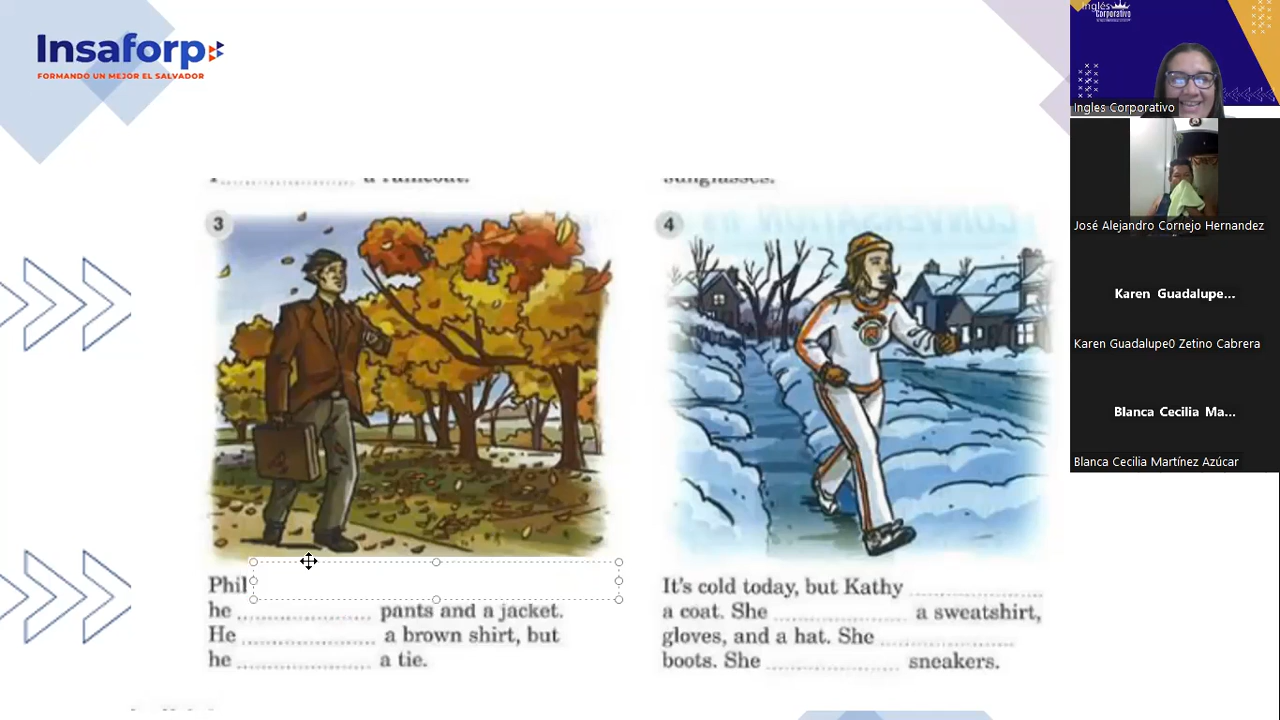 Insaforp
FORMANDO UN MEJOR EL SALVADOR
a raincoat.
sunglasses.
3
4
Phil
he .................... pants and a jacket.
He .................... a brown shirt, but
he .................... a tie.
It's cold today, but Kathy ....................
a coat. She .................... a sweatshirt,
gloves, and a hat. She ....................
boots. She .................... sneakers.
Inglés
corporativo
Ingles Corporativo
José Alejandro Cornejo Hernandez
Karen Guadalupe...
Karen Guadalupe0 Zetino Cabrera
Blanca Cecilia Ma...
Blanca Cecilia Martínez Azúcar